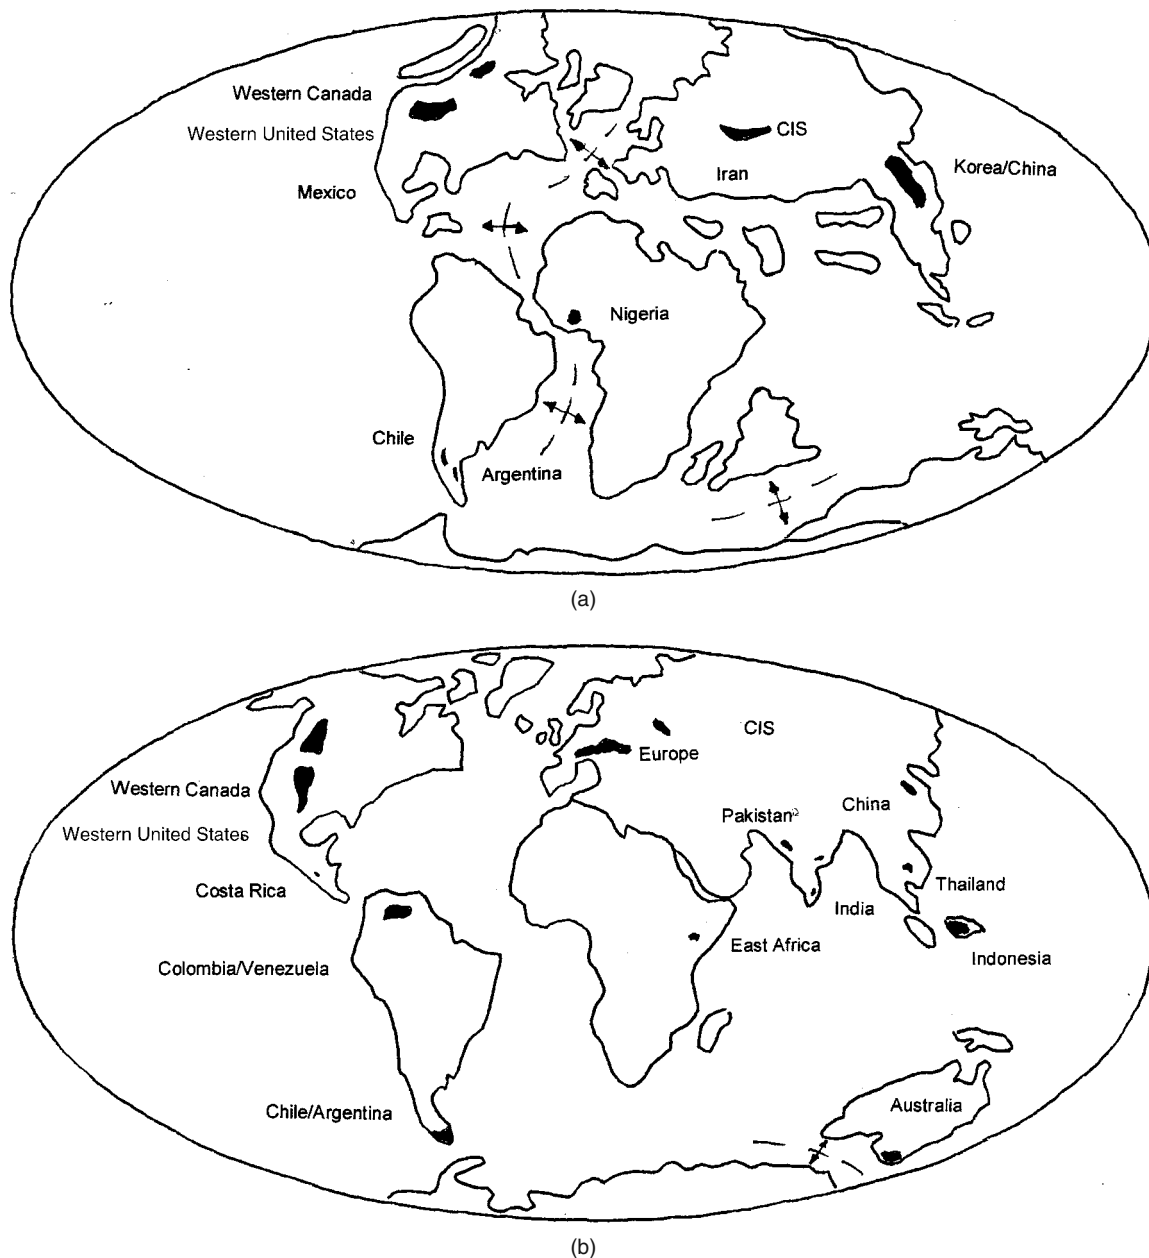 Western Canada
CIS
Western United States
Korea/China
Iran
Mexico
Nigeria
Chile
Argentina
(a)
CIS
Europe
Western Canada
China
Pakistan
Western United States
Thailand
Costa Rica
India
East Africa
Indonesia
Colombia/Venezuela
Australia
Chile/Argentina
(b)